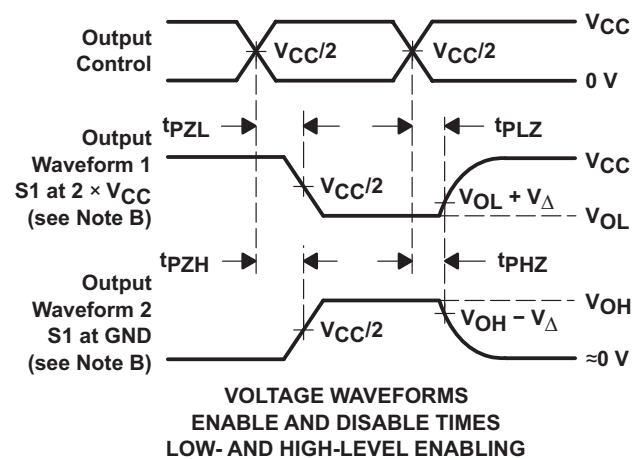 Output
Control
VCC/2
VCC/2
VCC
0 V
tPZL
tPLZ
Output
Waveform 1
S1 at 2 × VCC
(see Note B)
VCC/2
VCC
VOL + VΔ
VOL
tPZH
tPHZ
Output
Waveform 2
S1 at GND
(see Note B)
VCC/2
VOH
VOH − VΔ
≈0 V
VOLTAGE WAVEFORMS
ENABLE AND DISABLE TIMES
LOW- AND HIGH-LEVEL ENABLING